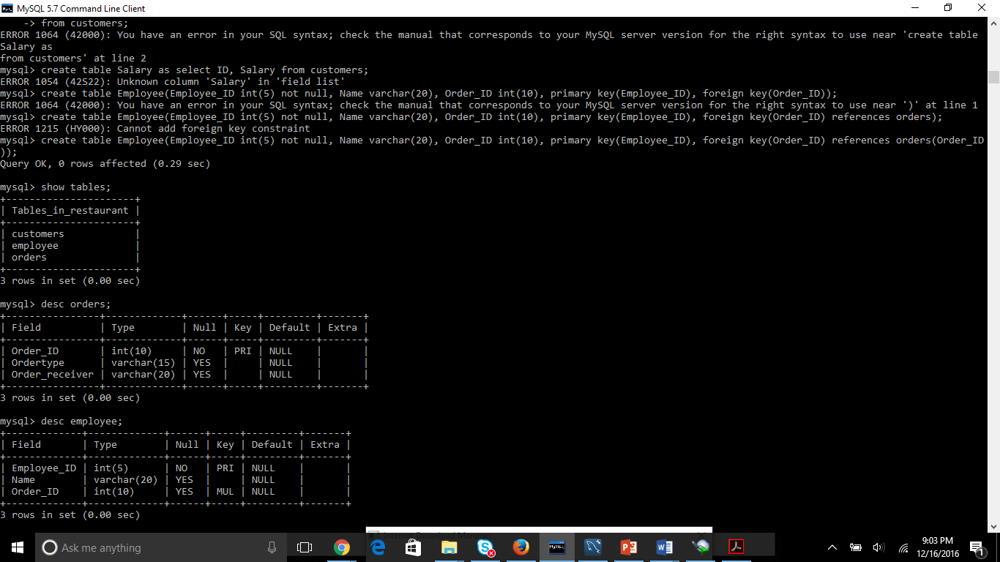 MySQL 5.7 Command Line Client
    -> from customers;
ERROR 1064 (42000): You have an error in your SQL syntax; check the manual that corresponds to your MySQL server version for the right syntax to use near 'create table
Salary as
from customers' at line 2
mysql> create table Salary as select ID, Salary from customers;
ERROR 1054 (42S22): Unknown column 'Salary' in 'field list'
mysql> create table Employee(Employee_ID int(5) not null, Name varchar(20), Order_ID int(10), primary key(Employee_ID), foreign key(Order_ID));
ERROR 1064 (42000): You have an error in your SQL syntax; check the manual that corresponds to your MySQL server version for the right syntax to use near ')' at line 1
mysql> create table Employee(Employee_ID int(5) not null, Name varchar(20), Order_ID int(10), primary key(Employee_ID), foreign key(Order_ID) references orders);
ERROR 1215 (HY000): Cannot add foreign key constraint
mysql> create table Employee(Employee_ID int(5) not null, Name varchar(20), Order_ID int(10), primary key(Employee_ID), foreign key(Order_ID) references orders(Order_ID
));
Query OK, 0 rows affected (0.29 sec)
mysql> show tables;
+----------------------+
| Tables_in_restaurant |
+----------------------+
| customers            |
| employee             |
| orders               |
+----------------------+
3 rows in set (0.00 sec)
mysql> desc orders;
+----------------+-------------+------+-----+---------+-------+
| Field          | Type        | Null | Key | Default | Extra |
+----------------+-------------+------+-----+---------+-------+
| Order_ID       | int(10)     | NO   | PRI | NULL    |       |
| Ordertype      | varchar(15) | YES  |     | NULL    |       |
| Order_receiver | varchar(20) | YES  |     | NULL    |       |
+----------------+-------------+------+-----+---------+-------+
3 rows in set (0.00 sec)
mysql> desc employee;
+-------------+-------------+------+-----+---------+-------+
| Field       | Type        | Null | Key | Default | Extra |
+-------------+-------------+------+-----+---------+-------+
| Employee_ID | int(5)      | NO   | PRI | NULL    |       |
| Name        | varchar(20) | YES  |     | NULL    |       |
| Order_ID    | int(10)     | YES  | MUL | NULL    |       |
+-------------+-------------+------+-----+---------+-------+
3 rows in set (0.00 sec)
Internet Download Manager
Ask me anything
MySQL
9:03 PM
12/16/2016
1